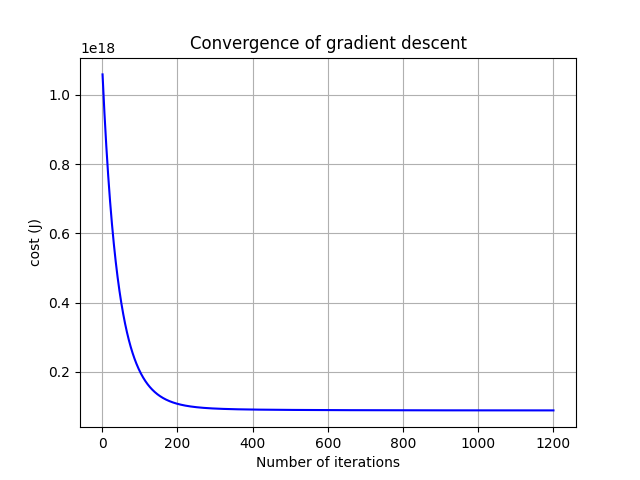 Convergence of gradient descent
1e18
1.0
0.8
0.6
0.4
0.2
cost (J)
0 200 400 600 800 1000 1200
Number of iterations